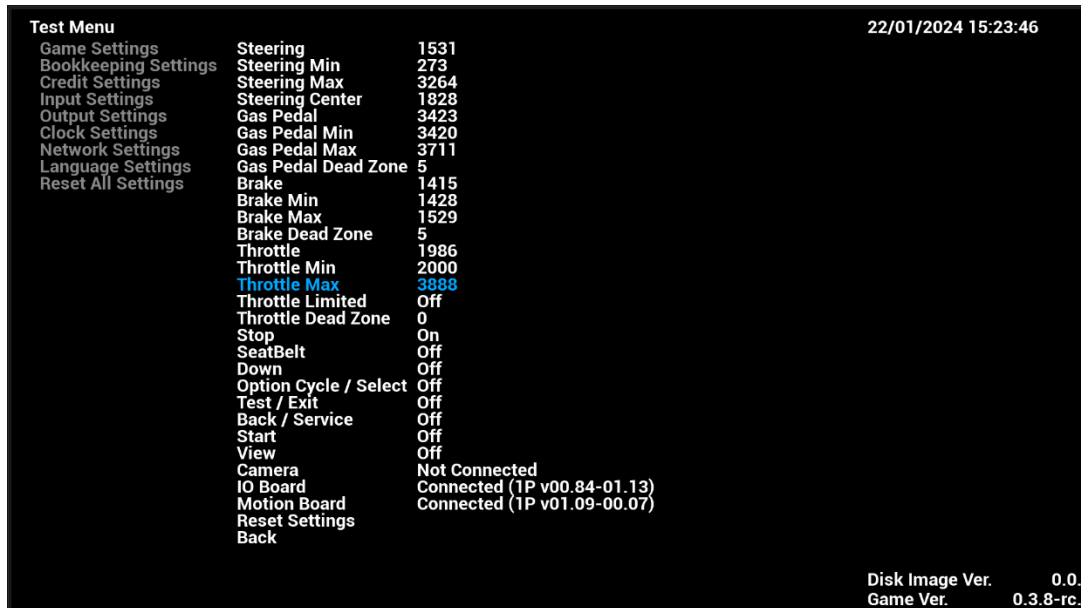 Test Menu 22/01/2024 15:23:46
Game Settings
Bookkeeping Settings
Credit Settings
Input Settings
Output Settings
Clock Settings
Network Settings
Language Settings
Reset All Settings
Steering 1531
Steering Min 273
Steering Max 3264
Steering Center 1828
Gas Pedal 3423
Gas Pedal Min 3420
Gas Pedal Max 3711
Gas Pedal Dead Zone 5
Brake 1415
Brake Min 1428
Brake Max 1529
Brake Dead Zone 5
Throttle 1986
Throttle Min 2000
Throttle Max 3888
Throttle Limited Off
Throttle Dead Zone 0
Stop On
SeatBelt Off
Down Off
Option Cycle / Select Off
Test / Exit Off
Back / Service Off
Start Off
View Off
Camera Not Connected
IO Board Connected (1P v00.84-01.13)
Motion Board Connected (1P v01.09-00.07)
Reset Settings
Back
Disk Image Ver. 0.0.
Game Ver. 0.3.8-rc.